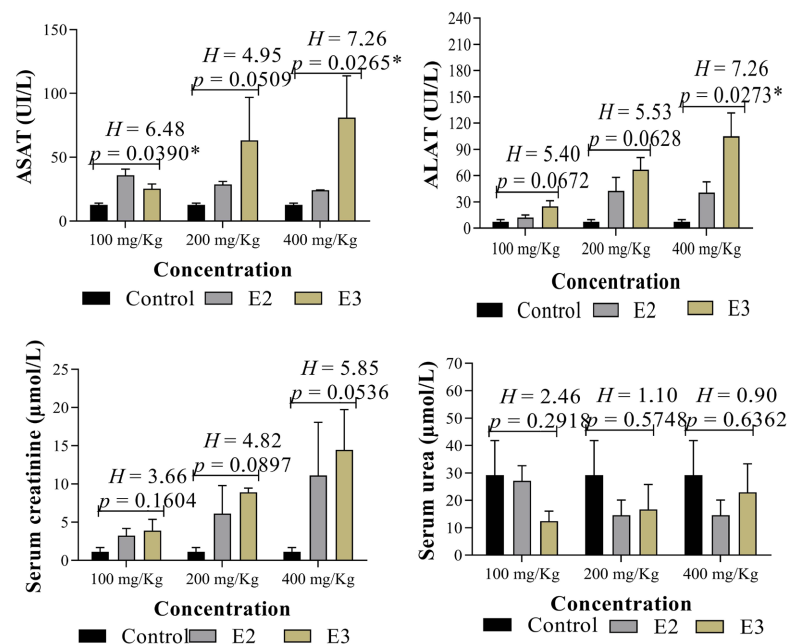 ASAT (UI/L)
150
100
50
0
H = 6.48
p = 0.0390*
H = 4.95
p = 0.0509
H = 7.26
p = 0.0265*
100 mg/Kg 200 mg/Kg 400 mg/Kg
Concentration
Control E2 E3
ALAT (UI/L)
240
210
180
150
120
90
60
30
0
H = 5.40
p = 0.0672
H = 5.53
p = 0.0628
H = 7.26
p = 0.0273*
100 mg/Kg 200 mg/Kg 400 mg/Kg
Concentration
Control E2 E3
Serum creatinine (μmol/L)
25
20
15
10
5
0
H = 3.66
p = 0.1604
H = 4.82
p = 0.0897
H = 5.85
p = 0.0536
100 mg/Kg 200 mg/Kg 400 mg/Kg
Concentration
Control E2 E3
Serum urea (μmol/L)
70
60
50
40
30
20
10
0
H = 2.46
p = 0.2918
H = 1.10
p = 0.5748
H = 0.90
p = 0.6362
100 mg/Kg 200 mg/Kg 400 mg/Kg
Concentration
Control E2 E3